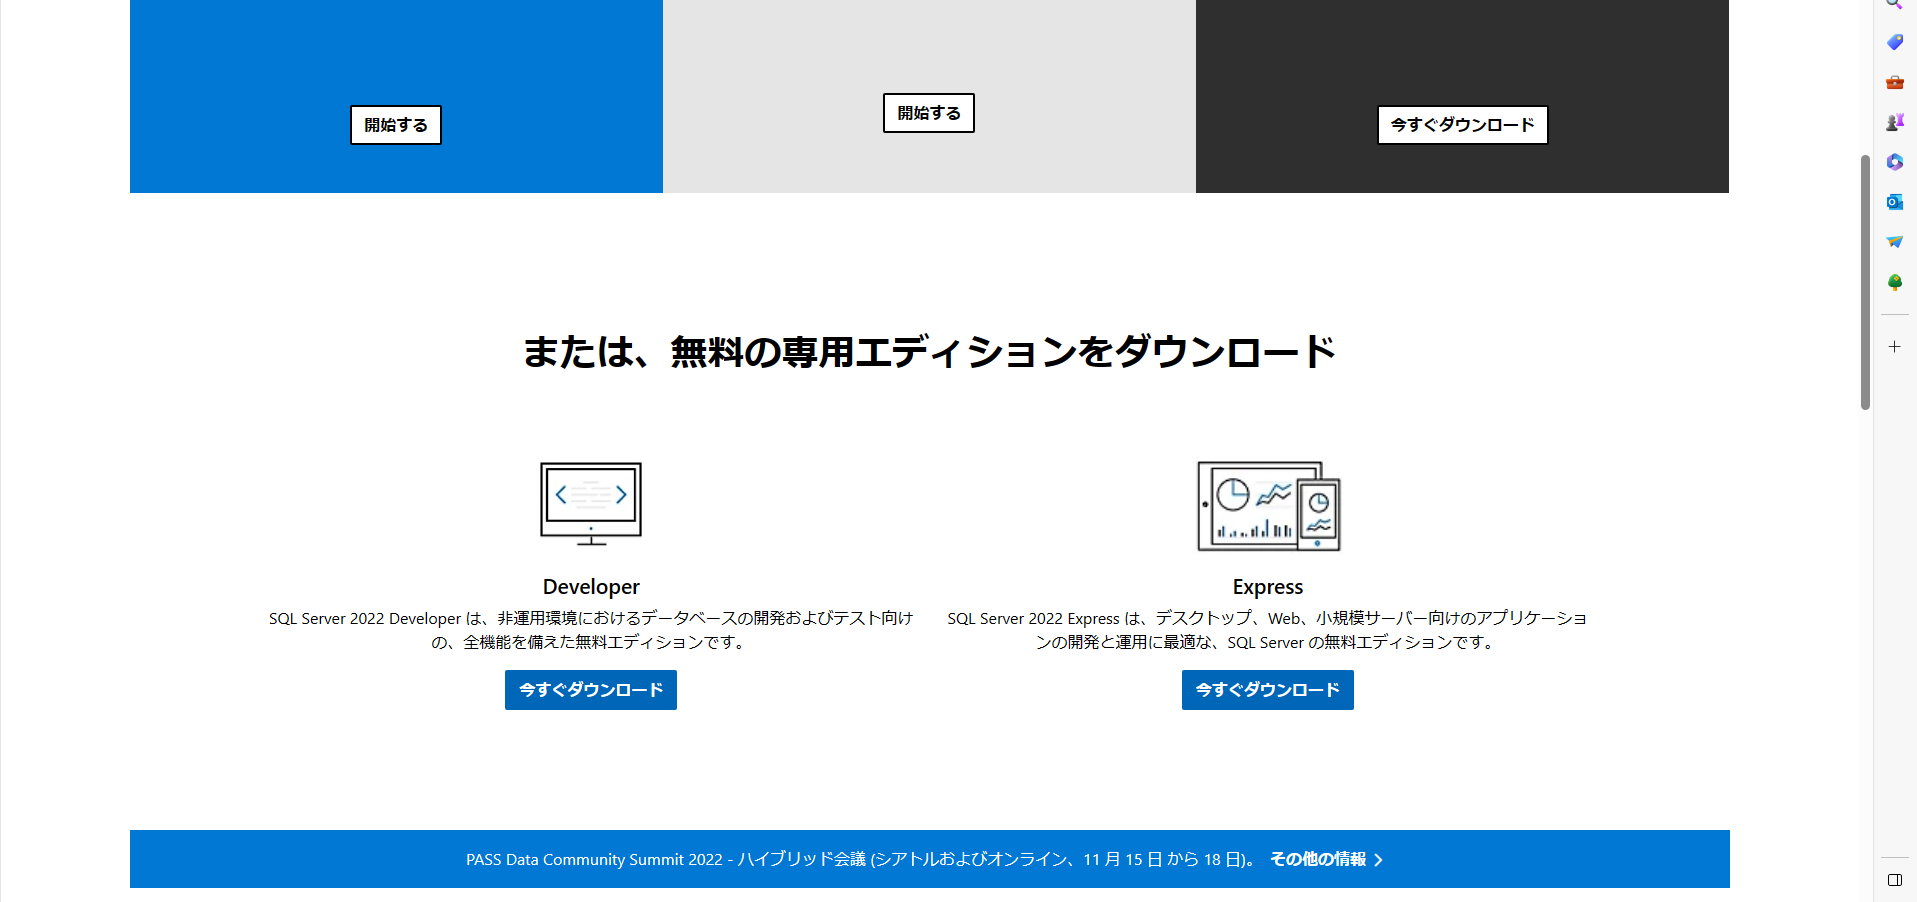 開始する
開始する
今すぐダウンロード
または、無料の専用エディションをダウンロード
Developer
SQL Server 2022 Developer は、非運用環境におけるデータベースの開発およびテスト向け
の、全機能を備えた無料エディションです。
今すぐダウンロード
Express
SQL Server 2022 Express は、デスクトップ、Web、小規模サーバー向けのアプリケーショ
ンの開発と運用に最適な、SQL Server の無料エディションです。
今すぐダウンロード
PASS Data Community Summit 2022 - ハイブリッド会議 (シアトルおよびオンライン、11 月 15 日 から 18 日)。 その他の情報